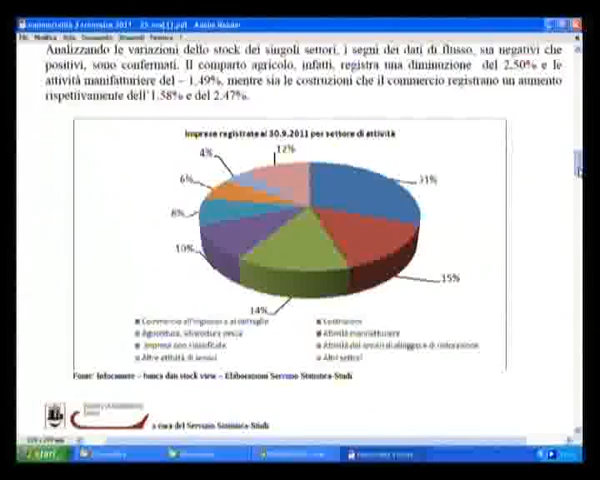 Analizzando le variazioni dello stock dei singoli settori, i segni dei dati di flusso, sia negativi che
positivi, sono confermati. Il comparto agricolo, infatti, registra una diminuzione del 2.50% e le
attività manifatturiere del – 1.49%, mentre sia le costruzioni che il commercio registrano un aumento
rispettivamente dell'1.58% e del 2.47%.
Imprese registrate al 30.9.2011 per settore di attività
12%
4%
6%
31%
8%
10%
15%
14%
Commercio all'ingrosso e al dettaglio
Costruzioni
Agricoltura, silvicoltura pesca
Attività manifatturiere
Imprese non classificate
Attività dei servizi di alloggio e di ristorazione
Altre attività di servizi
Altri settori
Fonte: Infocamere – banca dati stock view – Elaborazioni Servizio Statistica-Studi
a cura del Servizio Statistica-Studi
start